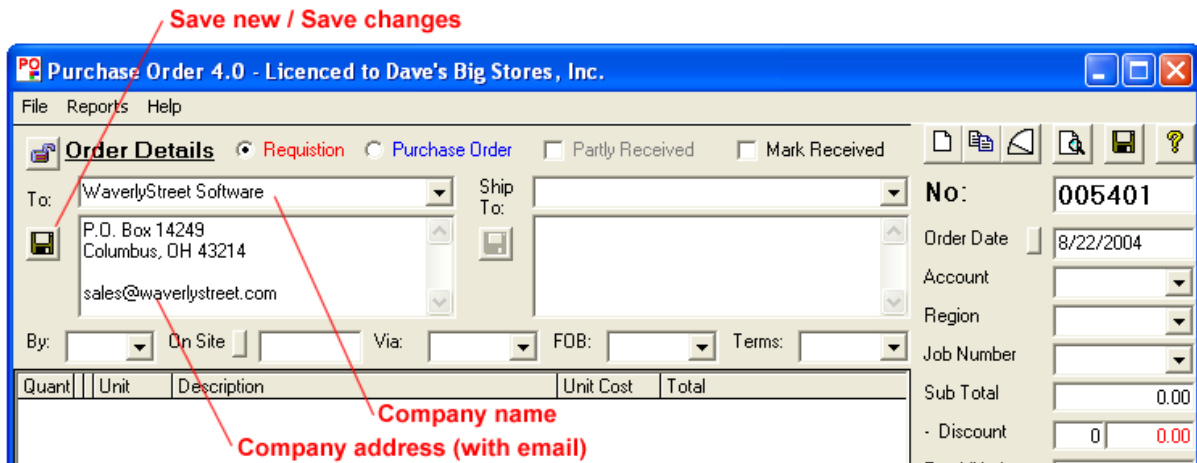 Save new / Save changes
PO Purchase Order 4.0 - Licenced to Dave's Big Stores, Inc.
File Reports Help
Order Details Requistion Purchase Order Partly Received Mark Received
To: WaverlyStreet Software
Ship To:
P.O. Box 14249
Columbus, OH 43214
sales@waverlystreet.com
By: On Site Via: FOB: Terms:
Quant Unit Description Unit Cost Total
Company name
Company address (with email)
?
No: 005401
Order Date 8/22/2004
Account
Region
Job Number
Sub Total 0.00
- Discount 0 0.00